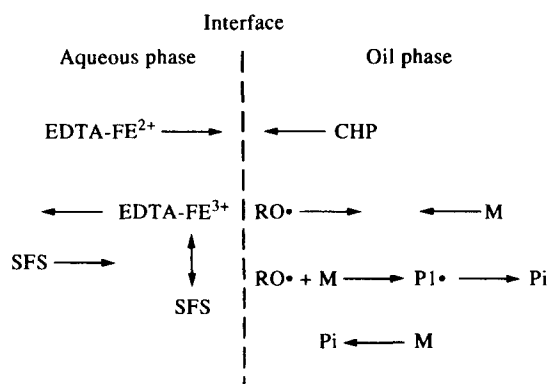 Interface
Aqueous phase Oil phase
EDTA-FE²⁺ CHP
EDTA-FE³⁺ RO• M
SFS RO• + M P1• Pi
SFS
Pi M